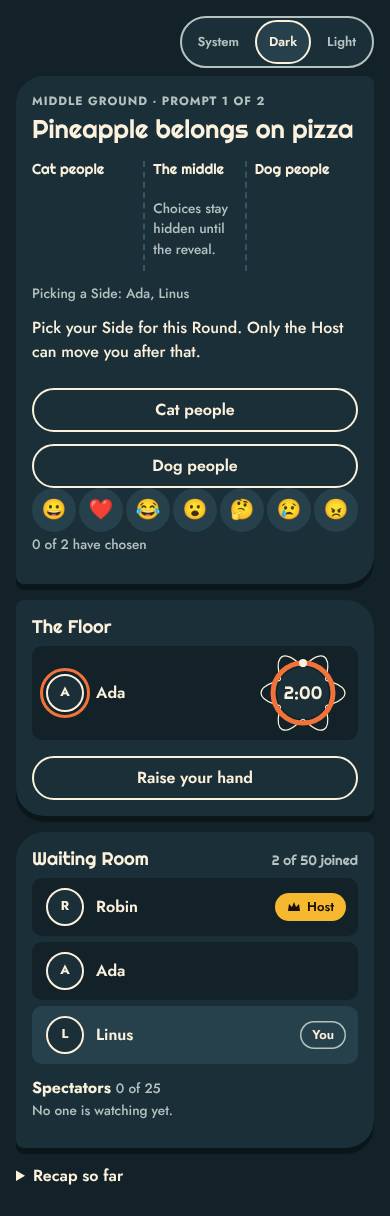 System Dark Light
MIDDLE GROUND · PROMPT 1 OF 2
Pineapple belongs on pizza
Cat people The middle Dog people
Choices stay
hidden until
the reveal.
Picking a Side: Ada, Linus
Pick your Side for this Round. Only the Host
can move you after that.
Cat people
Dog people
0 of 2 have chosen
The Floor
A Ada 2:00
Raise your hand
Waiting Room 2 of 50 joined
R Robin Host
A Ada
L Linus You
Spectators 0 of 25
No one is watching yet.
Recap so far